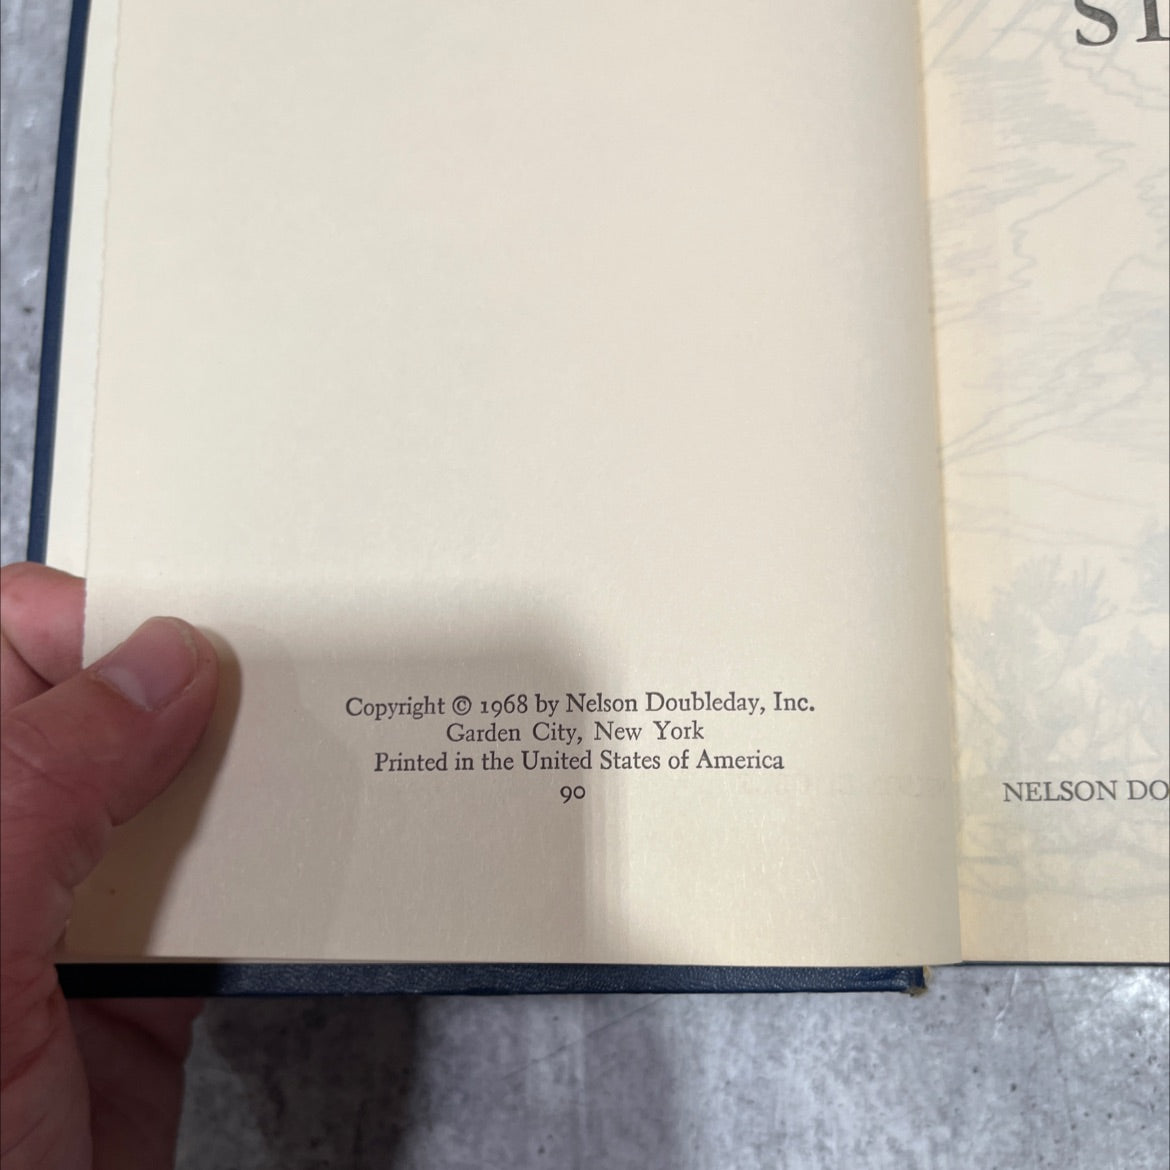 Copyright © 1968 by Nelson Doubleday, Inc.
Garden City, New York
Printed in the United States of America
90
NELSON DO